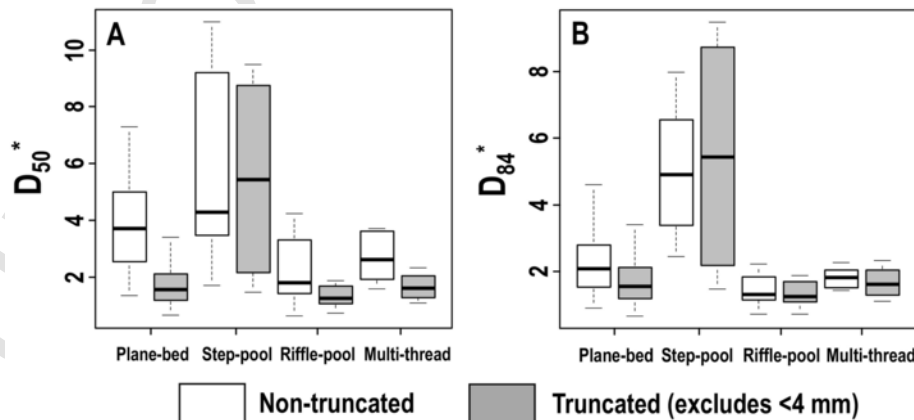 A
B
D50*
D84*
10
8
6
4
2
8
6
4
2
Plane-bed Step-pool Riffle-pool Multi-thread
Plane-bed Step-pool Riffle-pool Multi-thread
Non-truncated
Truncated (excludes <4 mm)